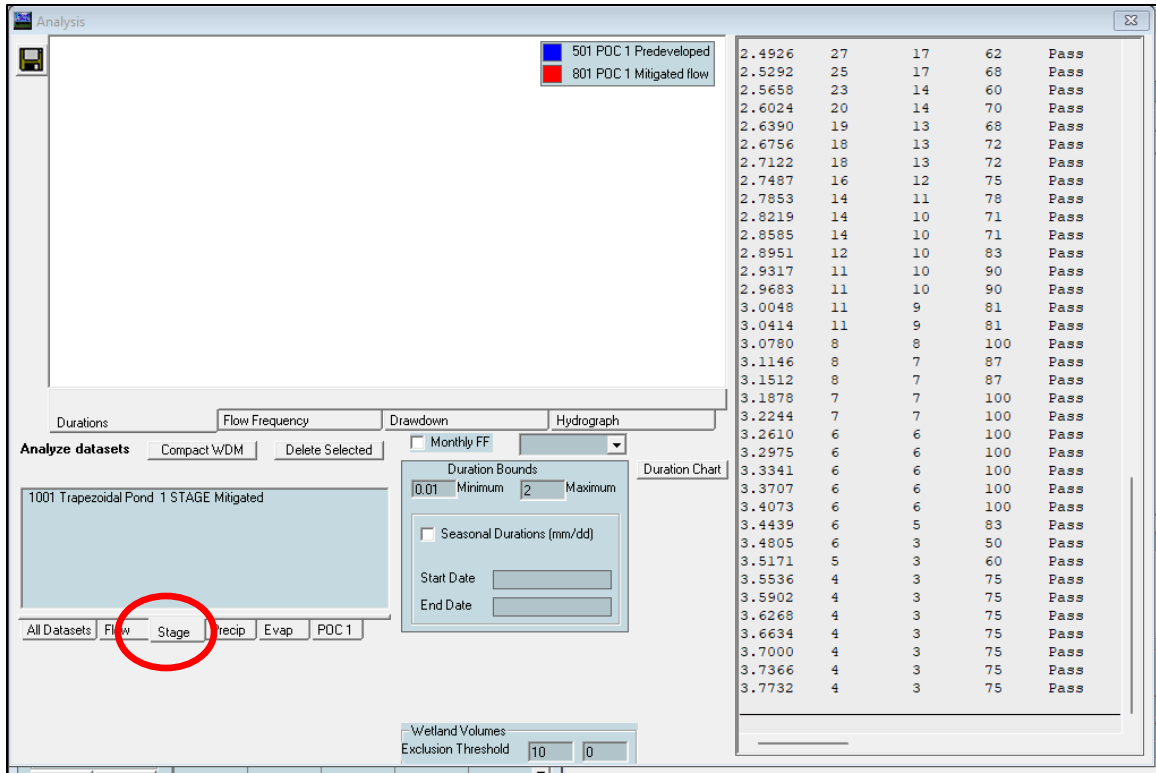 Analysis
501 POC 1 Predeveloped
801 POC 1 Mitigated flow
Durations Flow Frequency Drawdown Hydrograph
Analyze datasets Compact WDM Delete Selected Monthly FF
Duration Bounds Duration Chart
0.01 Minimum 2 Maximum
1001 Trapezoidal Pond 1 STAGE Mitigated
Seasonal Durations (mm/dd)
Start Date
End Date
All Datasets Flow Stage Precip Evap POC 1
Wetland Volumes
Exclusion Threshold 10 0
2.4926 27 17 62 Pass
2.5292 25 17 68 Pass
2.5658 23 14 60 Pass
2.6024 20 14 70 Pass
2.6390 19 13 68 Pass
2.6756 18 13 72 Pass
2.7122 18 13 72 Pass
2.7487 16 12 75 Pass
2.7853 14 11 78 Pass
2.8219 14 10 71 Pass
2.8585 14 10 71 Pass
2.8951 12 10 83 Pass
2.9317 11 10 90 Pass
2.9683 11 10 90 Pass
3.0048 11 9 81 Pass
3.0414 11 9 81 Pass
3.0780 8 8 100 Pass
3.1146 8 7 87 Pass
3.1512 8 7 87 Pass
3.1878 7 7 100 Pass
3.2244 7 7 100 Pass
3.2610 6 6 100 Pass
3.2975 6 6 100 Pass
3.3341 6 6 100 Pass
3.3707 6 6 100 Pass
3.4073 6 6 100 Pass
3.4439 6 5 83 Pass
3.4805 6 3 50 Pass
3.5171 5 3 60 Pass
3.5536 4 3 75 Pass
3.5902 4 3 75 Pass
3.6268 4 3 75 Pass
3.6634 4 3 75 Pass
3.7000 4 3 75 Pass
3.7366 4 3 75 Pass
3.7732 4 3 75 Pass